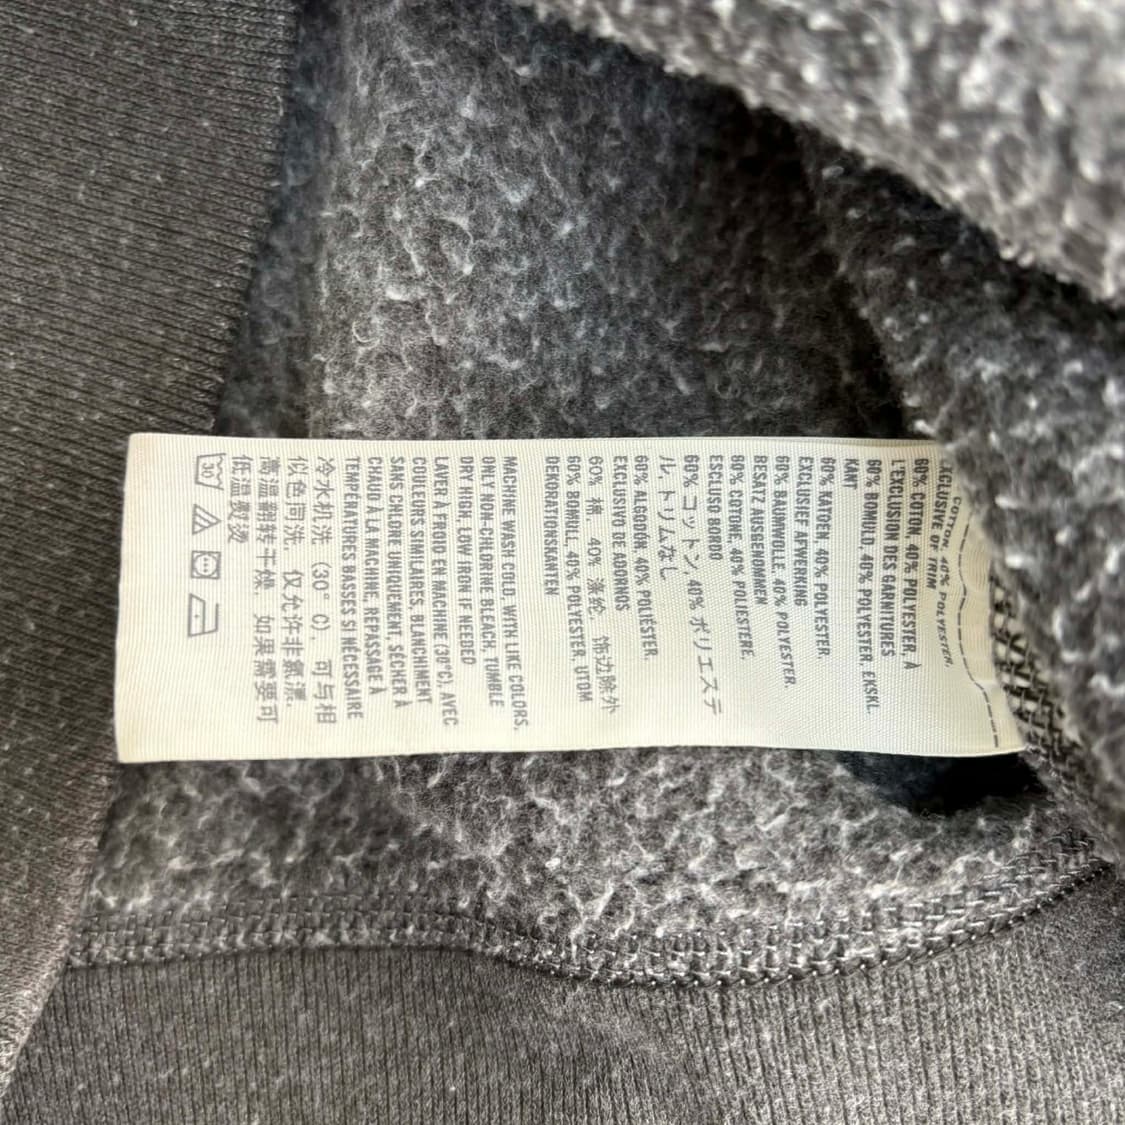 COTTON, 40% POLYESTER,
EXCLUSIVE OF TRIM
60% COTON, 40% POLYESTER, À
L'EXCLUSION DES GARNITURES
60% BOMULD, 40% POLYESTER, EKSKL.
KANT
60% KATOEN, 40% POLYESTER.
EXCLUSIEF AFWERKING
60% BAUMWOLLE, 40% POLYESTER.
BESATZ AUSGENOMMEN
60% COTONE, 40% POLIESTERE.
ESCLUSO BORDO
60% コットン, 40% ポリエステ
ル, トリムなし
60% ALGODÓN, 40% POLIÉSTER.
EXCLUSIVO DE ADORNOS
60% 棉, 40% 涤纶, 饰边除外
60% BOMULL, 40% POLYESTER, UTOM
DEKORATIONSKANTEN
MACHINE WASH COLD, WITH LIKE COLORS,
ONLY NON-CHLORINE BLEACH, TUMBLE
DRY HIGH, LOW IRON IF NEEDED
LAVER À FROID EN MACHINE (30°C), AVEC
COULEURS SIMILAIRES, BLANCHIMENT
SANS CHLORE UNIQUEMENT, SÉCHER À
CHAUD À LA MACHINE, REPASSAGE À
TEMPÉRATURES BASSES SI NÉCESSAIRE
冷水机洗 (30° C), 可与相
似色同洗, 仅允许非氯漂,
高温翻转干燥, 如果需要可
低温熨烫
30